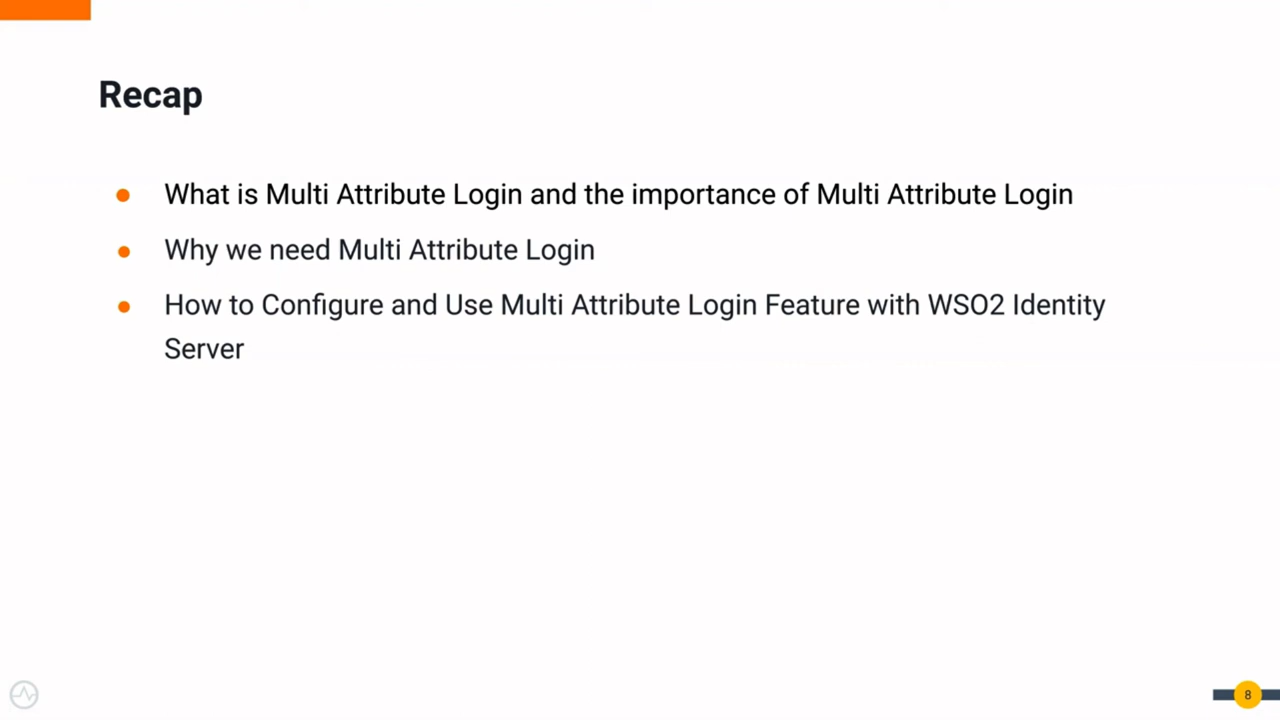 Recap
What is Multi Attribute Login and the importance of Multi Attribute Login
Why we need Multi Attribute Login
How to Configure and Use Multi Attribute Login Feature with WSO2 Identity
Server
8